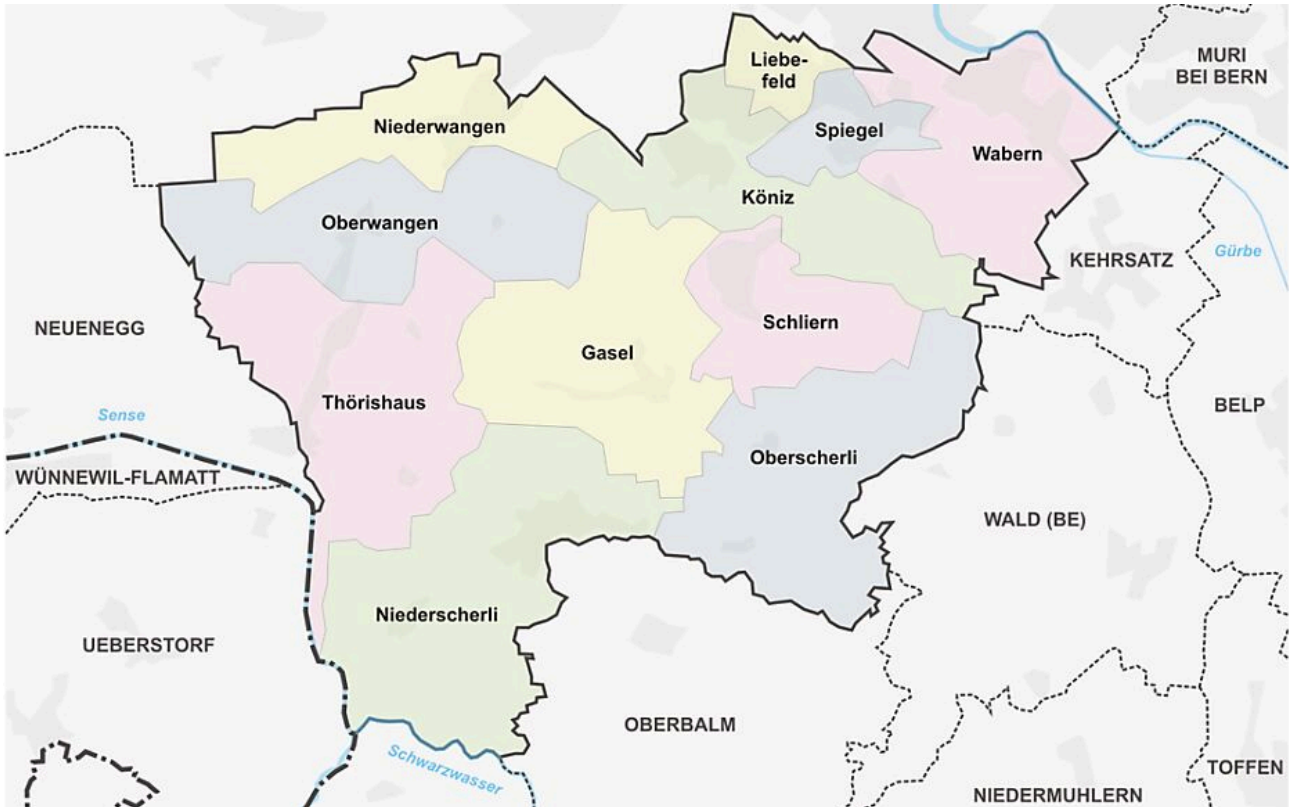 MURI
BEI BERN
Liebe-
feld
Niederwangen
Spiegel
Wabern
Köniz
Oberwangen
Gürbe
KEHRSATZ
NEUENEGG
Schliern
Gasel
Thörishaus
BELP
Sense
Oberscherli
WÜNNEWIL-FLAMATT
WALD (BE)
Niederscherli
UEBERSTORF
OBERBALM
Schwarzwasser
TOFFEN
NIEDERMUHLERN